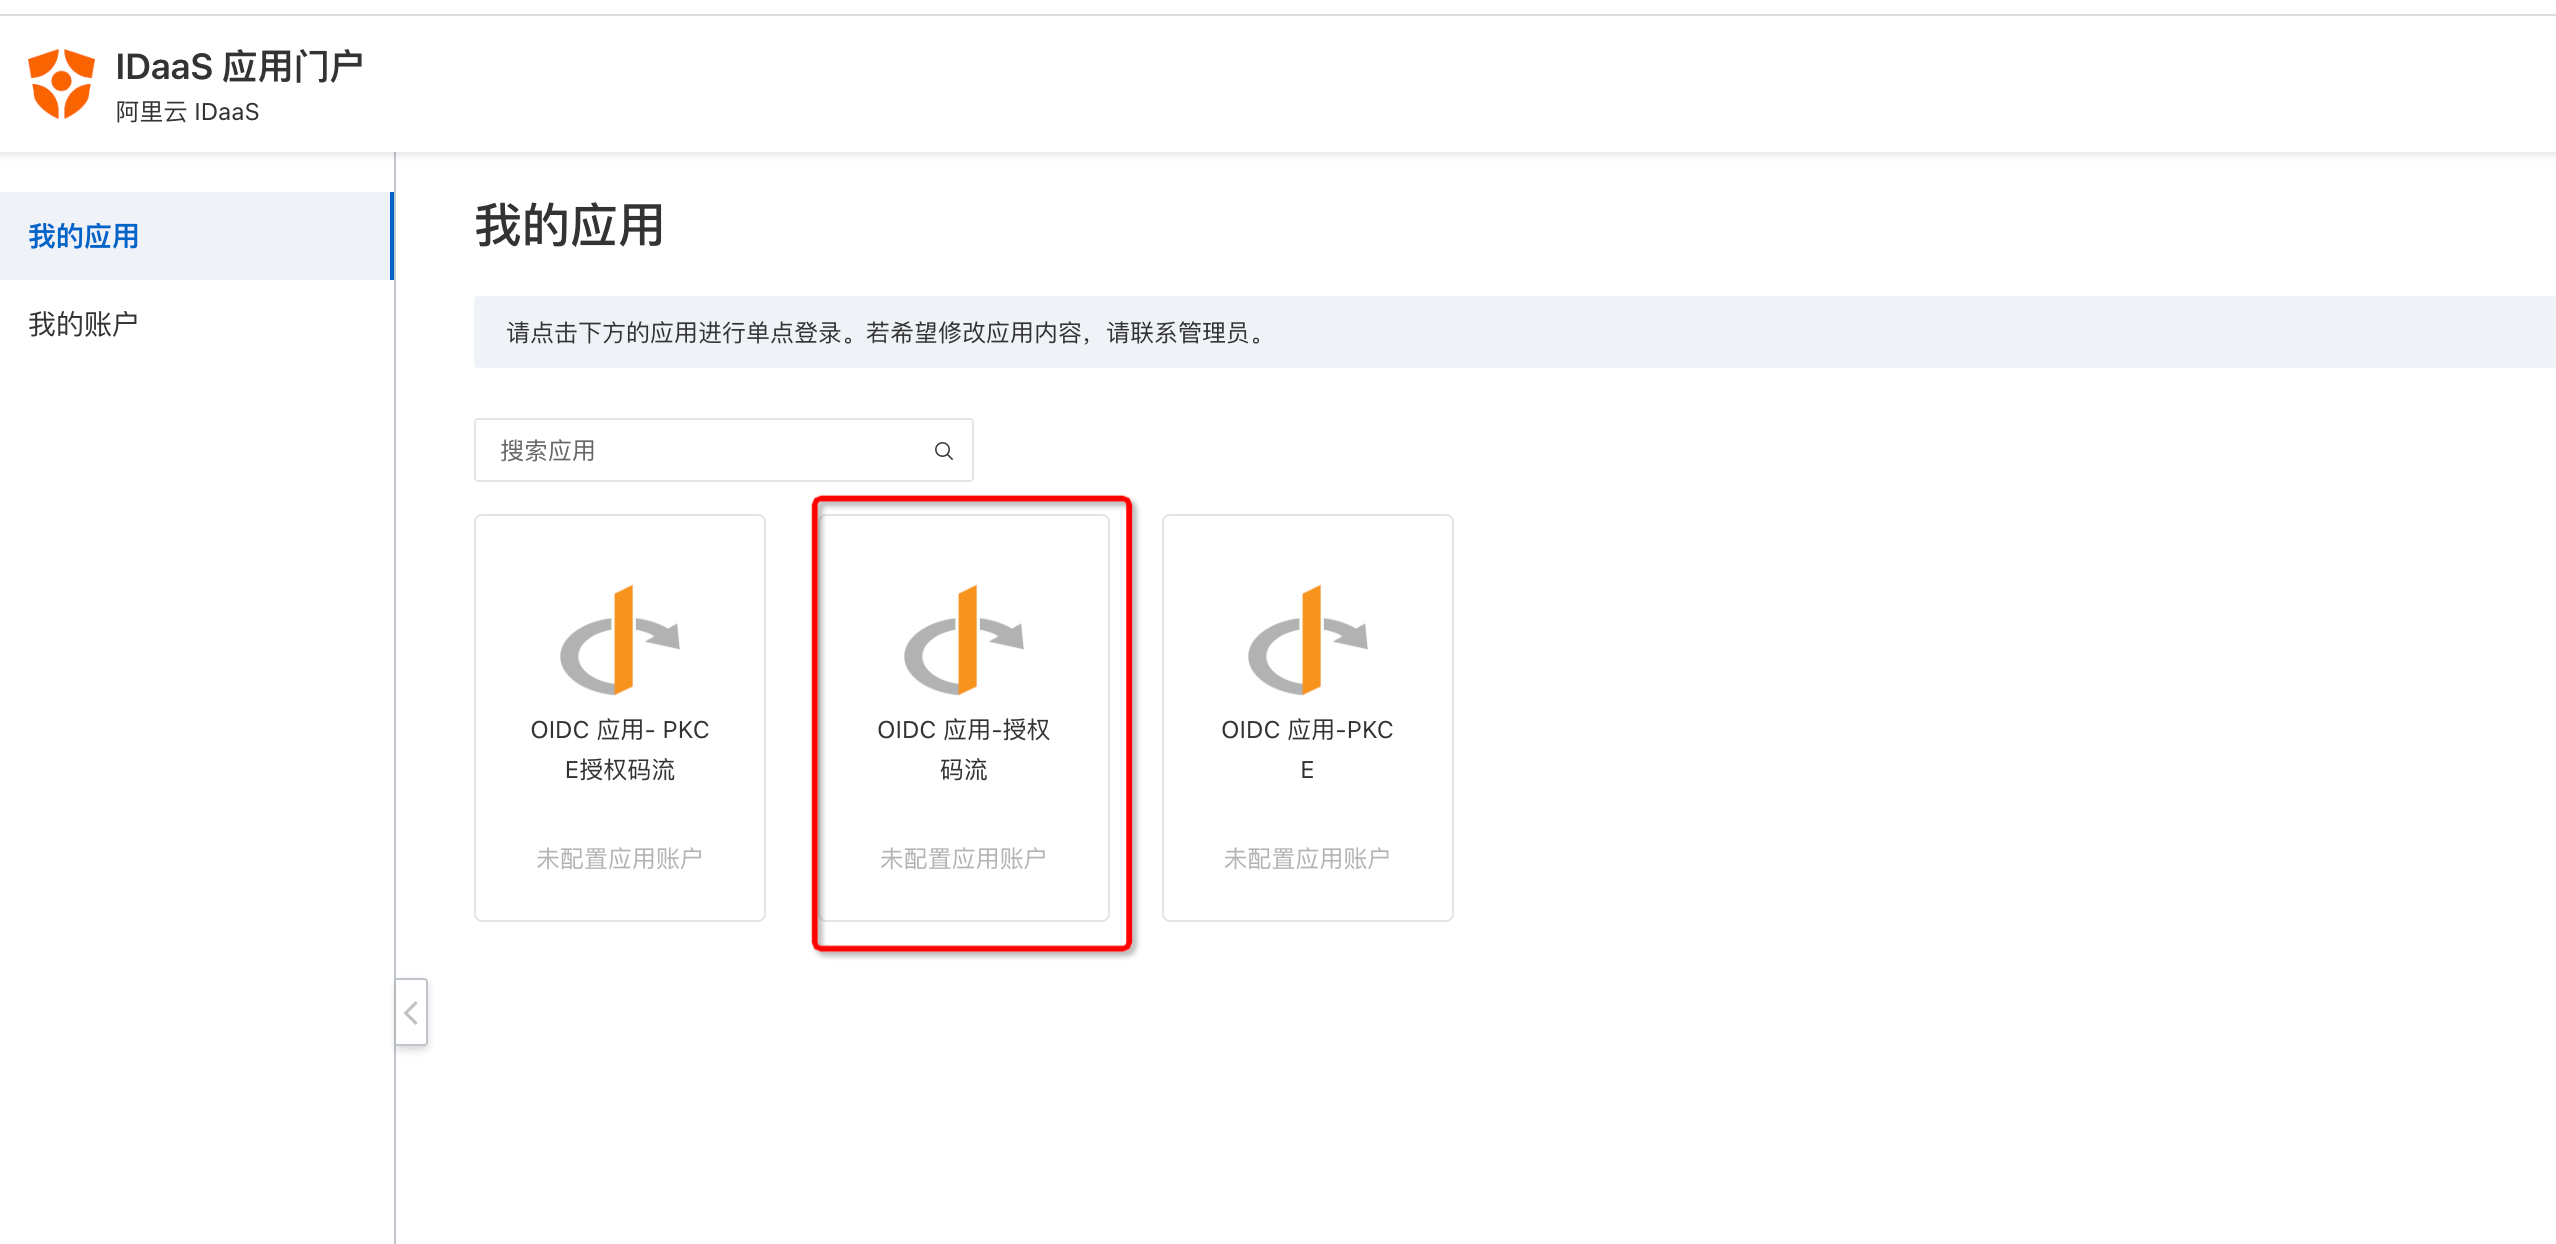 IDaaS 应用门户
阿里云 IDaaS
我的应用
我的账户
我的应用
请点击下方的应用进行单点登录。若希望修改应用内容，请联系管理员。
搜索应用
OIDC 应用- PKC
E授权码流
未配置应用账户
OIDC 应用-授权
码流
未配置应用账户
OIDC 应用-PKC
E
未配置应用账户